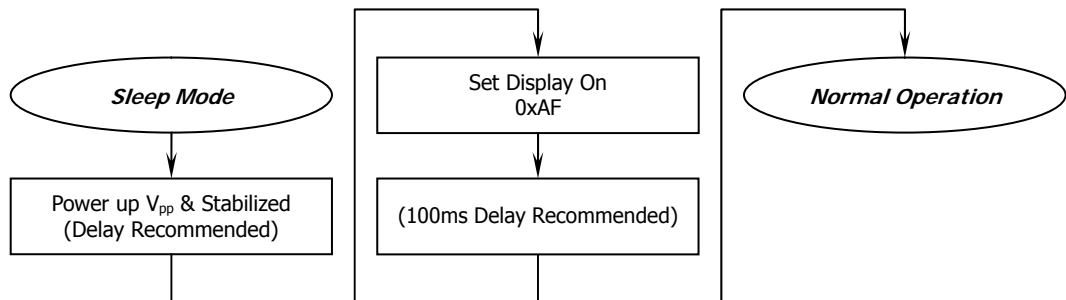 Sleep Mode
Power up Vpp & Stabilized
(Delay Recommended)
Set Display On
0xAF
(100ms Delay Recommended)
Normal Operation